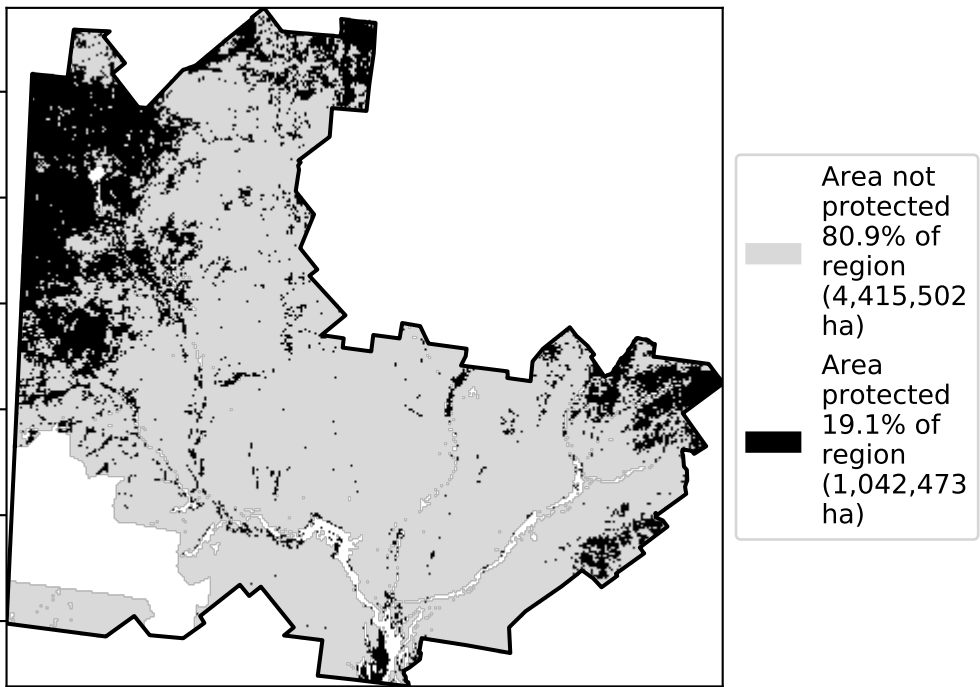 Area not
protected
80.9% of
region
(4,415,502
ha)
Area
protected
19.1% of
region
(1,042,473
ha)